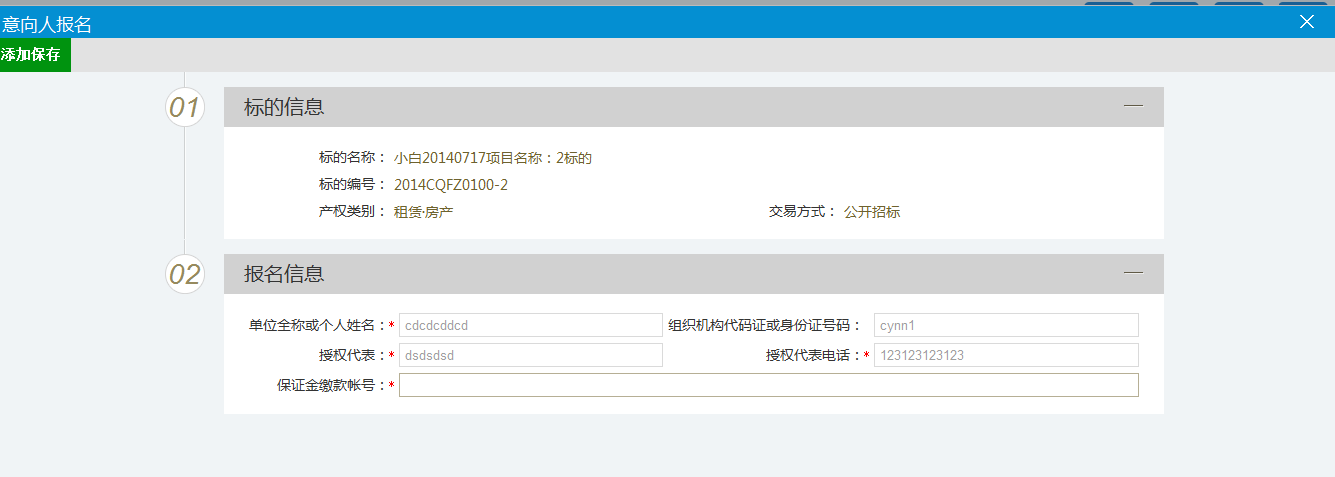 意向人报名
添加保存
01 标的信息
标的名称： 小白20140717项目名称：2标的
标的编号： 2014CQFZ0100-2
产权类别： 租赁·房产 交易方式： 公开招标
02 报名信息
单位全称或个人姓名：* cdcdcddcd 组织机构代码证或身份证号码： cynn1
授权代表：* dsdsdsd 授权代表电话：* 123123123123
保证金缴款帐号：*